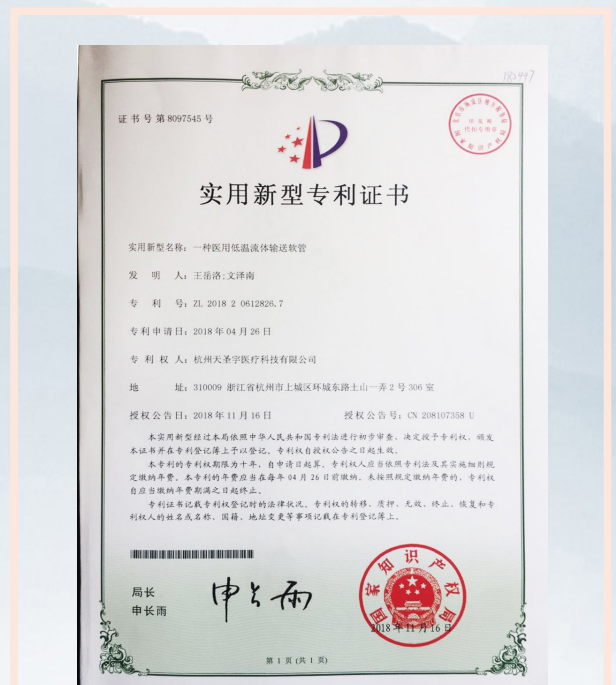 182997
证书号第8097545号
实用新型专利证书
实用新型名称：一种医用低温流体输送软管
发 明 人：王岳洛;文泽南
专 利 号：ZL 2018 2 0612826.7
专利申请日：2018年04月26日
专 利 权 人：杭州天圣宇医疗科技有限公司
地 址：310009 浙江省杭州市上城区环城东路土山一弄2号306室
授权公告日：2018年11月16日 授权公告号：CN 208107358 U
本实用新型经过本局依照中华人民共和国专利法进行初步审查，决定授予专利权，颁发
本证书并在专利登记簿上予以登记。专利权自授权公告之日起生效。
本专利的专利权期限为十年，自申请日起算。专利权人应当依照专利法及其实施细则规
定缴纳年费。本专利的年费应当在每年04月26日前缴纳。未按照规定缴纳年费的，专利权
自应当缴纳年费期满之日起终止。
专利证书记载专利权登记时的法律状况。专利权的转移、质押、无效、终止、恢复和专
利权人的姓名或名称、国籍、地址变更等事项记载在专利登记簿上。
局长
申长雨
申长雨
国家知识产权局
2018年11月16日
第 1 页 (共 1 页)